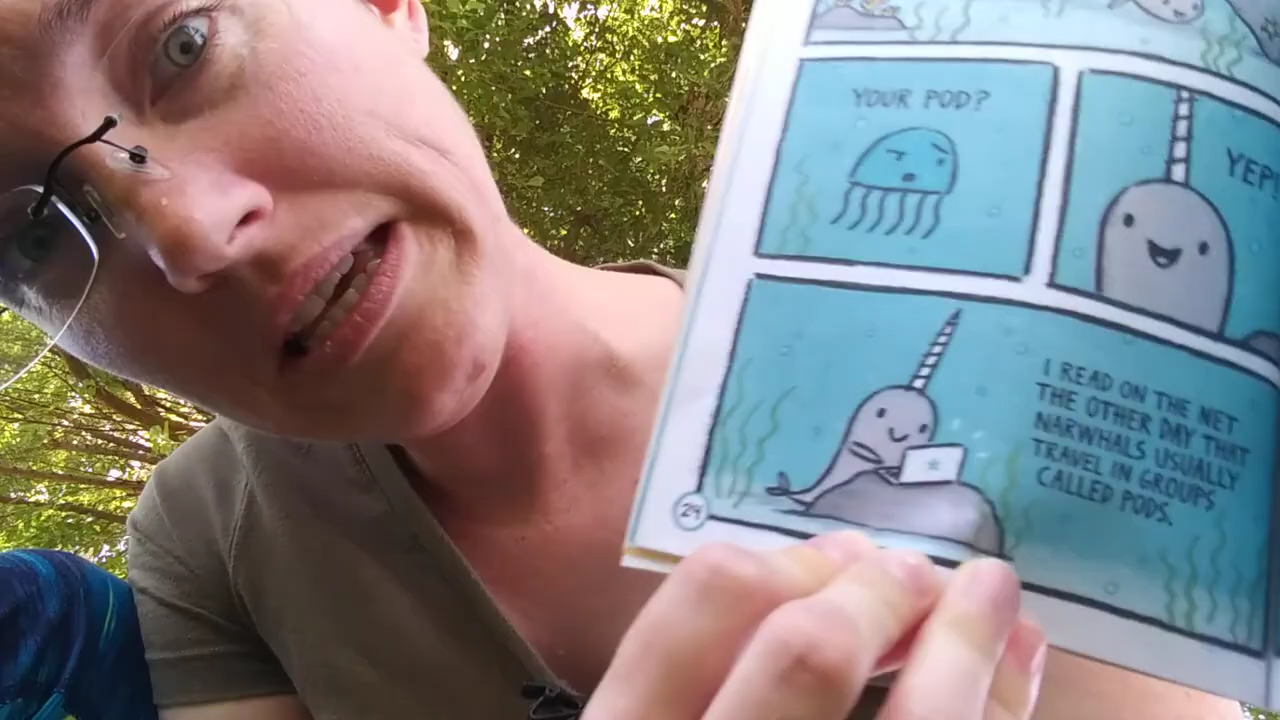 YOUR POD?
YEP!
I READ ON THE NET
THE OTHER DAY THAT
NARWHALS USUALLY
TRAVEL IN GROUPS
CALLED PODS.
24